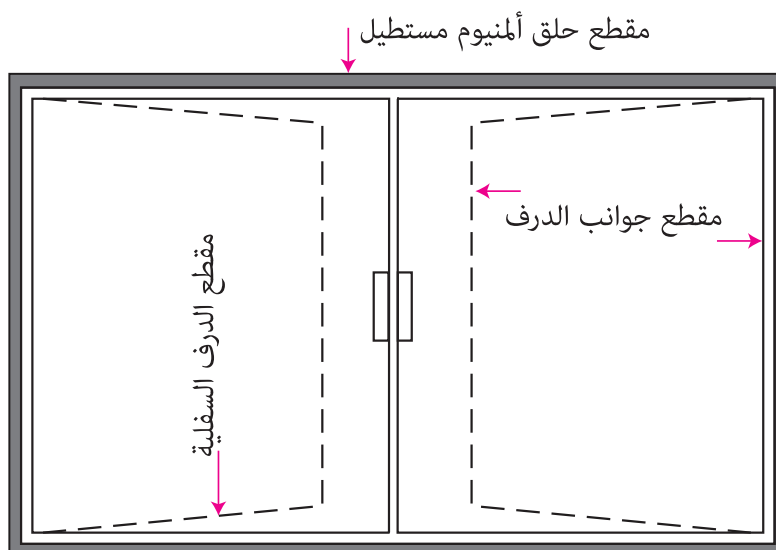 مقطع حلق ألمنيوم مستطيل
مقطع جوانب الدرف
مقطع الدرف السفلية